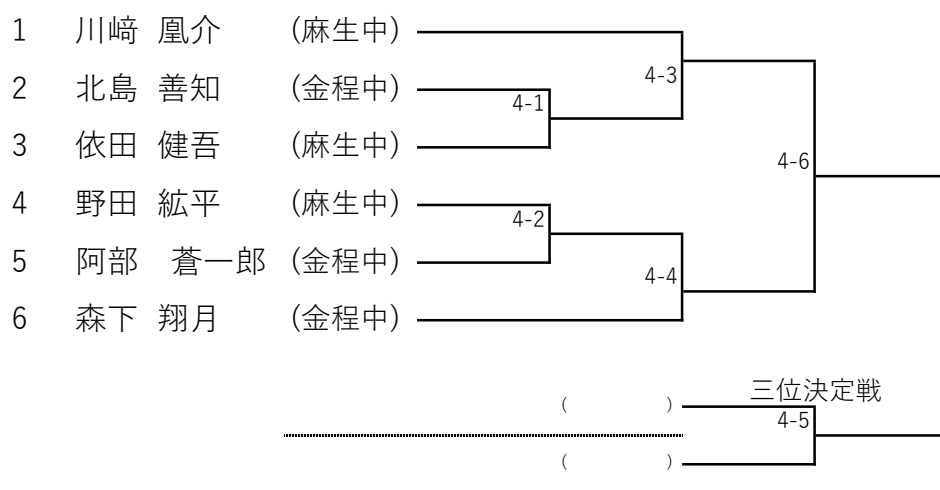 1 川﨑 凰介 (麻生中)
4-3
2 北島 善知 (金程中)
4-1
3 依田 健吾 (麻生中)
4-6
4 野田 紘平 (麻生中)
4-2
5 阿部 蒼一郎 (金程中)
4-4
6 森下 翔月 (金程中)
三位決定戦
( )
4-5
( )